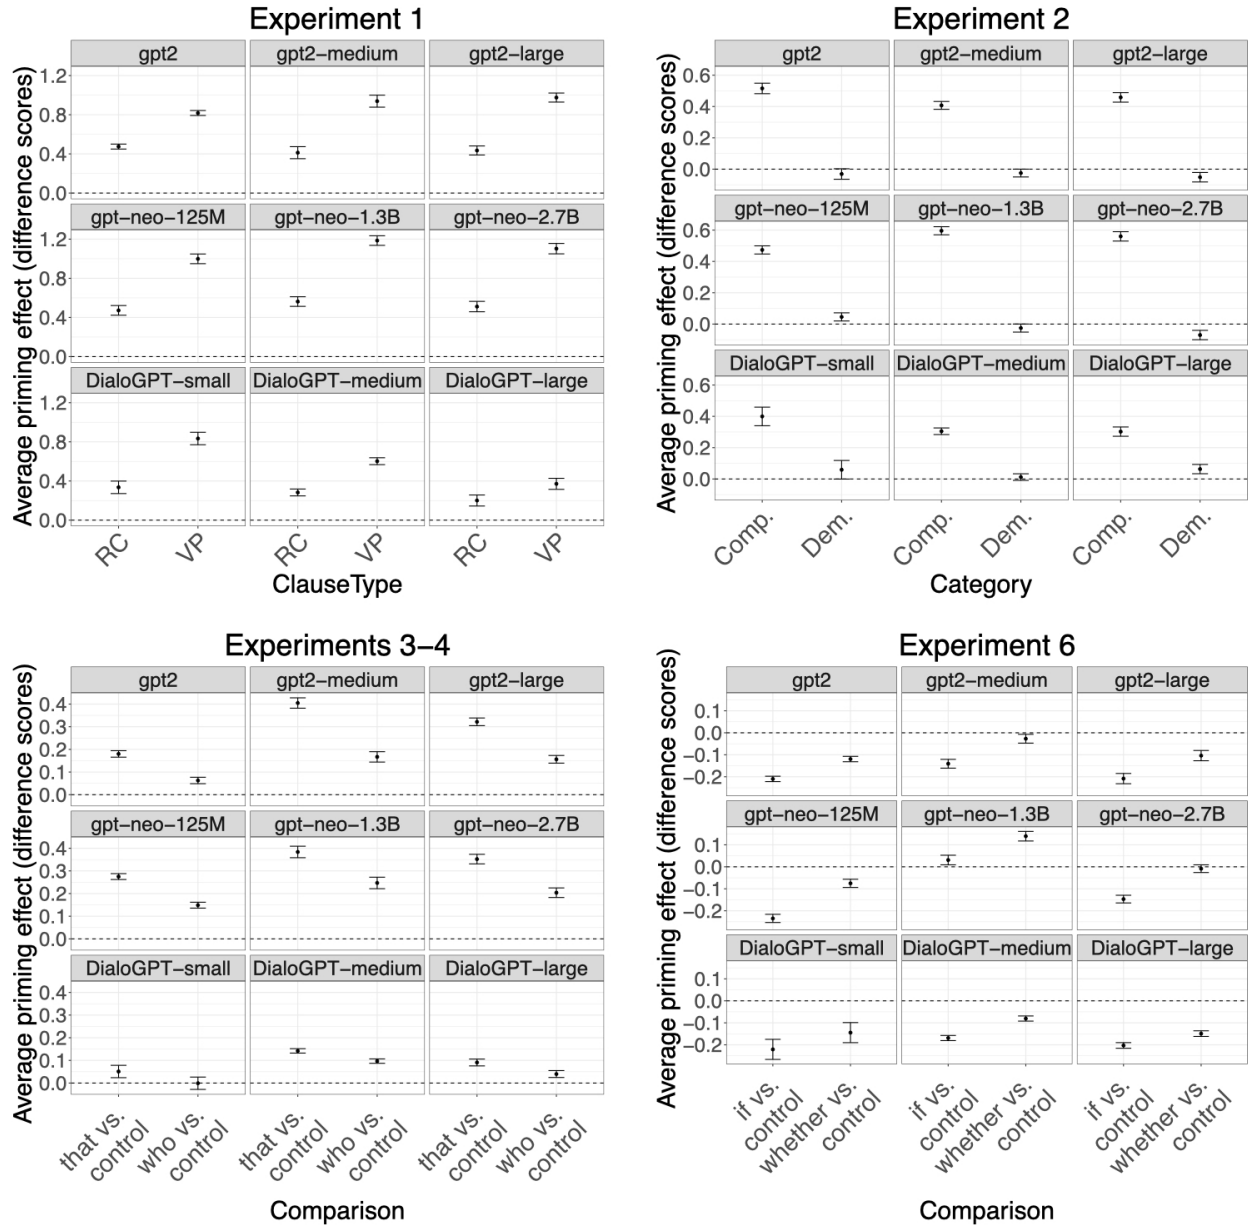 Experiment 1
gpt2 gpt2-medium gpt2-large
1.2
0.8
0.4
0.0
gpt-neo-125M gpt-neo-1.3B gpt-neo-2.7B
1.2
0.8
0.4
0.0
DialoGPT-small DialoGPT-medium DialoGPT-large
1.2
0.8
0.4
0.0
Average priming effect (difference scores)
RC VP RC VP RC VP
ClauseType
Experiment 2
gpt2 gpt2-medium gpt2-large
0.6
0.4
0.2
0.0
gpt-neo-125M gpt-neo-1.3B gpt-neo-2.7B
0.6
0.4
0.2
0.0
DialoGPT-small DialoGPT-medium DialoGPT-large
0.6
0.4
0.2
0.0
Average priming effect (difference scores)
Comp. Dem. Comp. Dem. Comp. Dem.
Category
Experiments 3–4
gpt2 gpt2-medium gpt2-large
0.4
0.3
0.2
0.1
0.0
gpt-neo-125M gpt-neo-1.3B gpt-neo-2.7B
0.4
0.3
0.2
0.1
0.0
DialoGPT-small DialoGPT-medium DialoGPT-large
0.4
0.3
0.2
0.1
0.0
Average priming effect (difference scores)
that vs.
control
who vs.
control
that vs.
control
who vs.
control
that vs.
control
who vs.
control
Comparison
Experiment 6
gpt2 gpt2-medium gpt2-large
0.1
0.0
−0.1
−0.2
gpt-neo-125M gpt-neo-1.3B gpt-neo-2.7B
0.1
0.0
−0.1
−0.2
DialoGPT-small DialoGPT-medium DialoGPT-large
0.1
0.0
−0.1
−0.2
Average priming effect (difference scores)
if vs.
control
whether vs.
control
if vs.
control
whether vs.
control
if vs.
control
whether vs.
control
Comparison